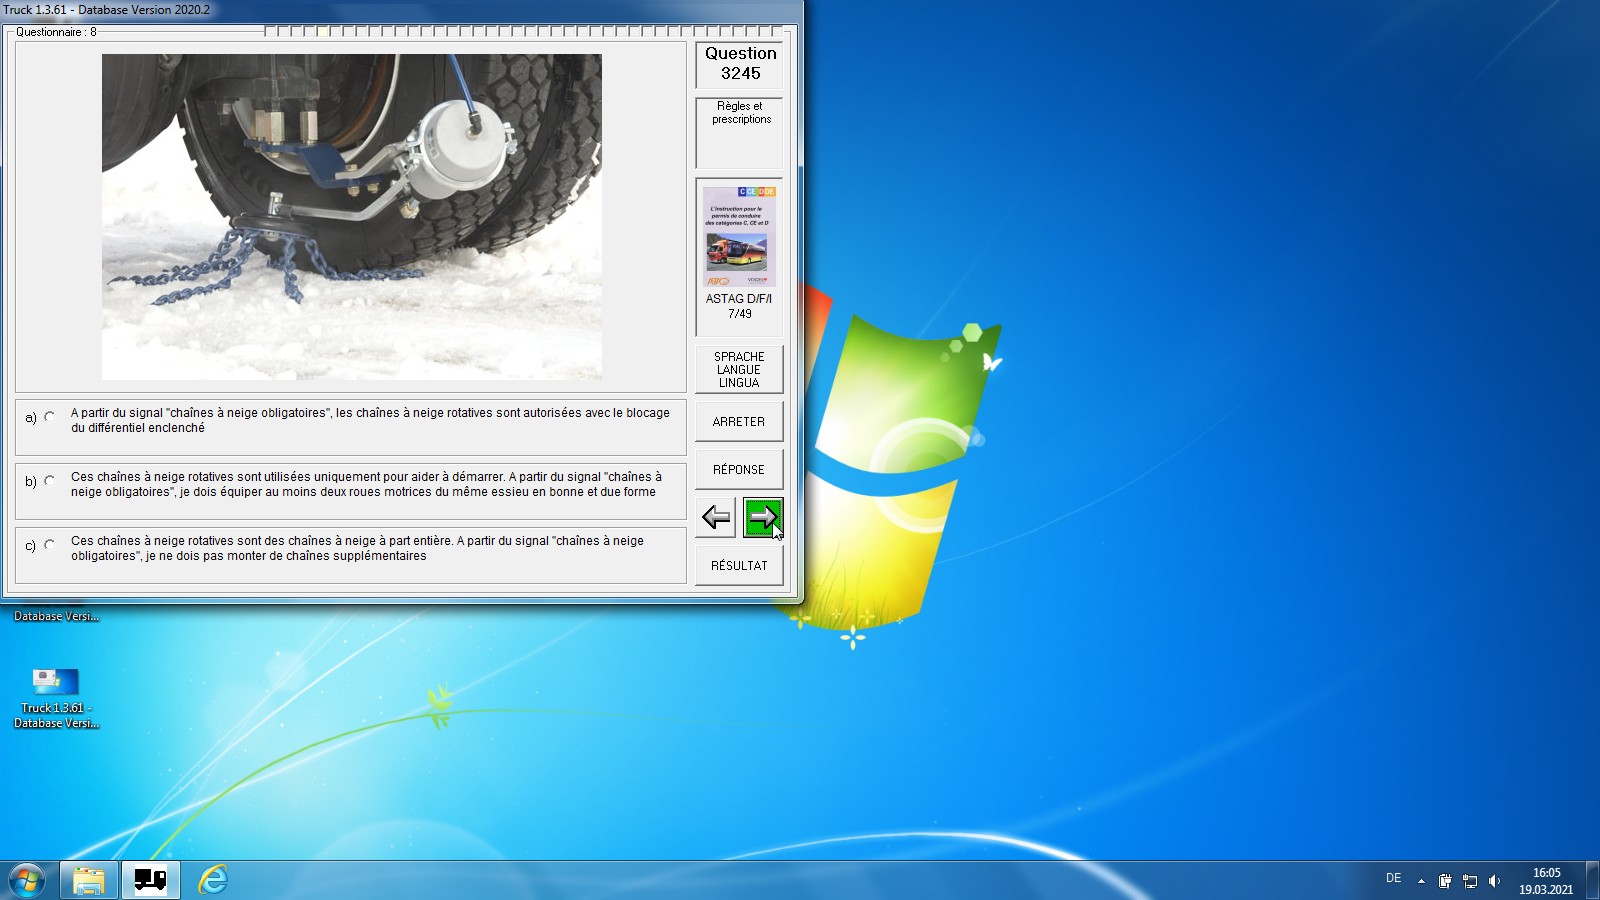 Truck 1.3.61 - Database Version 2020.2
Questionnaire : 8
Question
3245
Règles et
prescriptions
C CE D DE
L'instruction pour le
permis de conduire
des catégories C, CE et D
ASTAG D/F/I
7/49
SPRACHE
LANGUE
LINGUA
ARRETER
RÉPONSE
RÉSULTAT
a)
A partir du signal "chaînes à neige obligatoires", les chaînes à neige rotatives sont autorisées avec le blocage
du différentiel enclenché
b)
Ces chaînes à neige rotatives sont utilisées uniquement pour aider à démarrer. A partir du signal "chaînes à
neige obligatoires", je dois équiper au moins deux roues motrices du même essieu en bonne et due forme
c)
Ces chaînes à neige rotatives sont des chaînes à neige à part entière. A partir du signal "chaînes à neige
obligatoires", je ne dois pas monter de chaînes supplémentaires
Database Versi...
Truck 1.3.61 -
Database Versi...
DE
16:05
19.03.2021